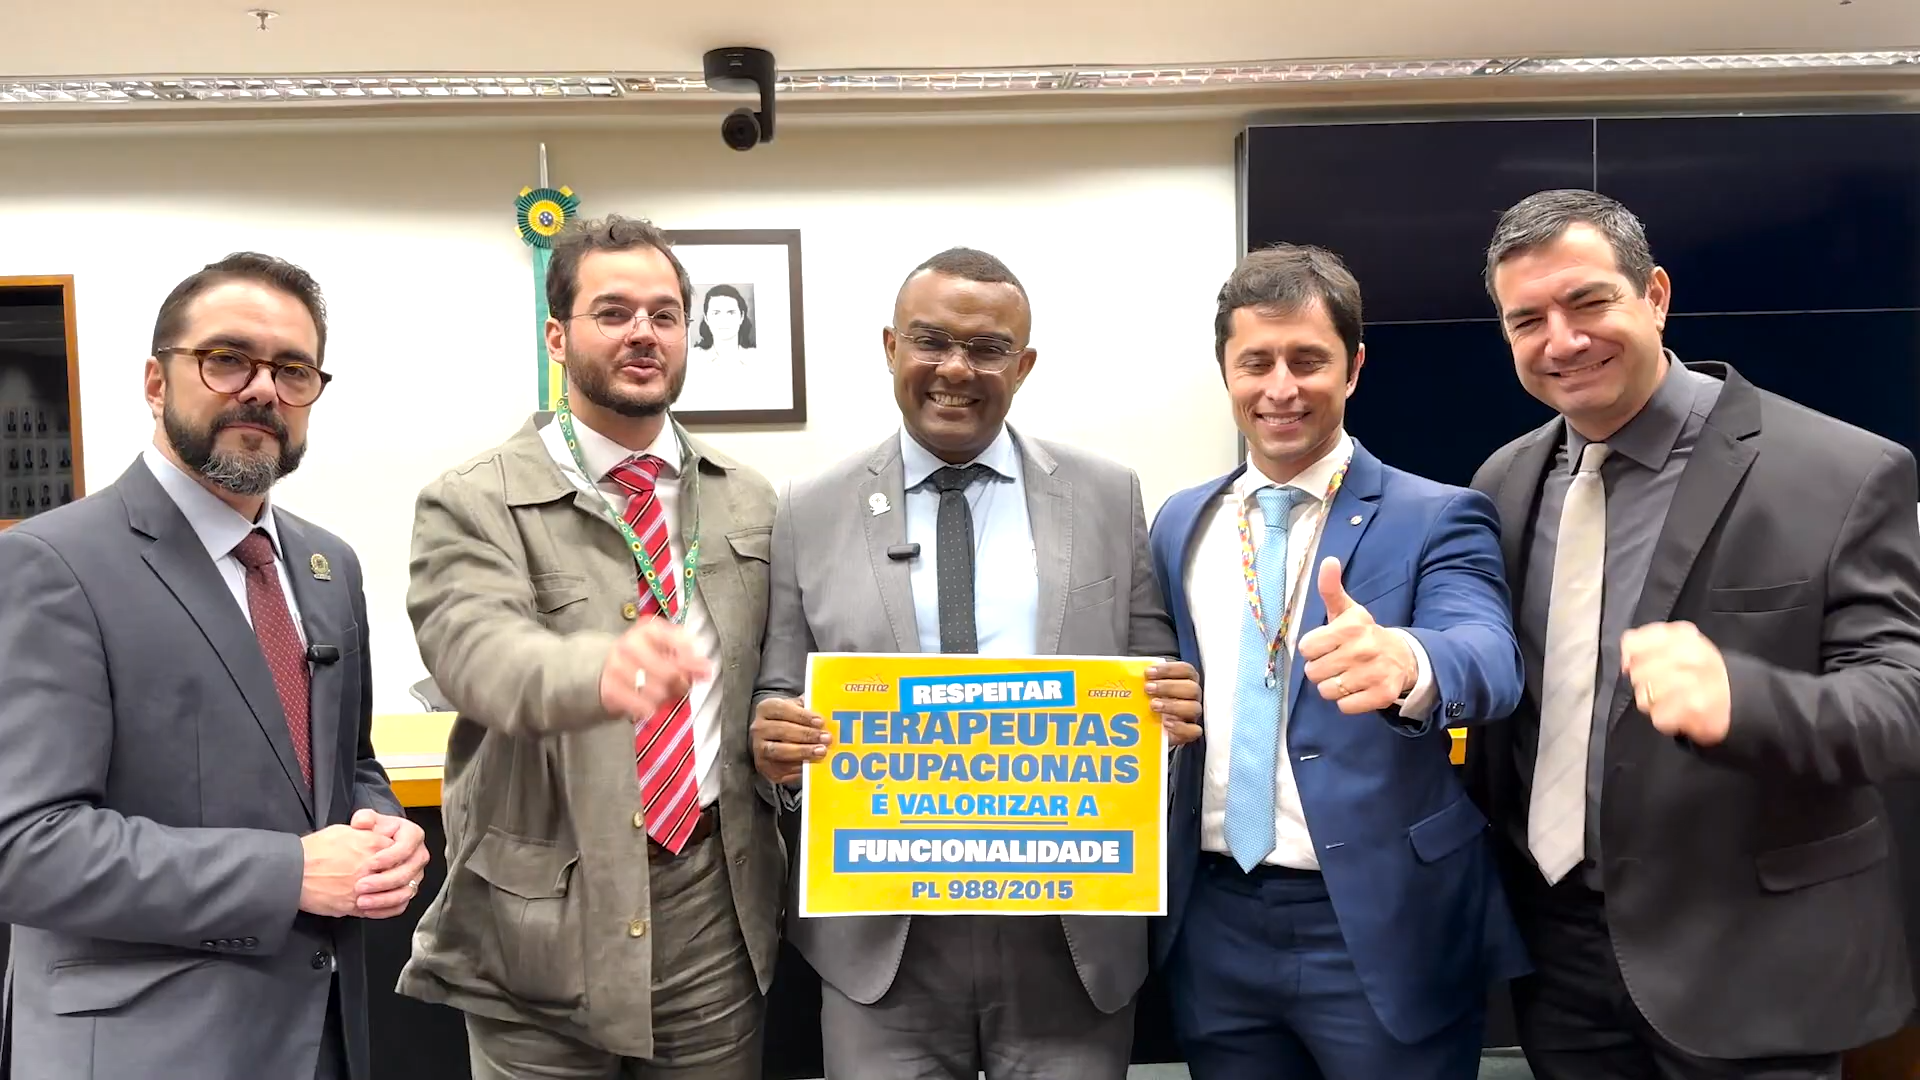 CREFITO2
RESPEITAR
CREFITO2
TERAPEUTAS
OCUPACIONAIS
É VALORIZAR A
FUNCIONALIDADE
PL 988/2015